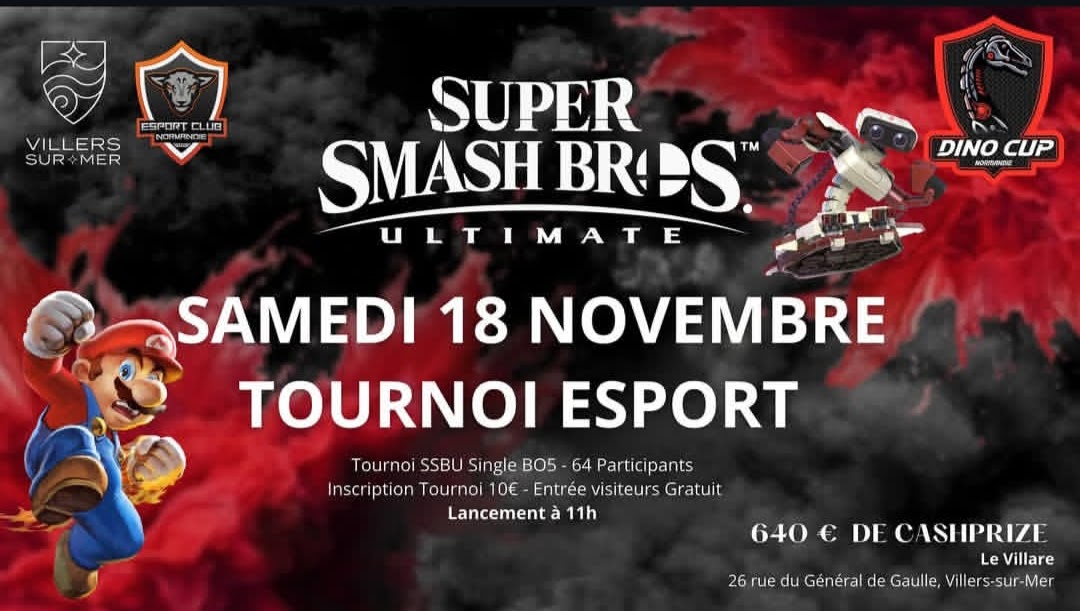 VILLERS
SUR MER
ESPORT CLUB
NORMANDIE
SUPER
SMASH BROS.™
ULTIMATE
DINO CUP
NORMANDIE
SAMEDI 18 NOVEMBRE
TOURNOI ESPORT
Tournoi SSBU Single BO5 - 64 Participants
Inscription Tournoi 10€ - Entrée visiteurs Gratuit
Lancement à 11h
640 € DE CASHPRIZE
Le Villare
26 rue du Général de Gaulle, Villers-sur-Mer